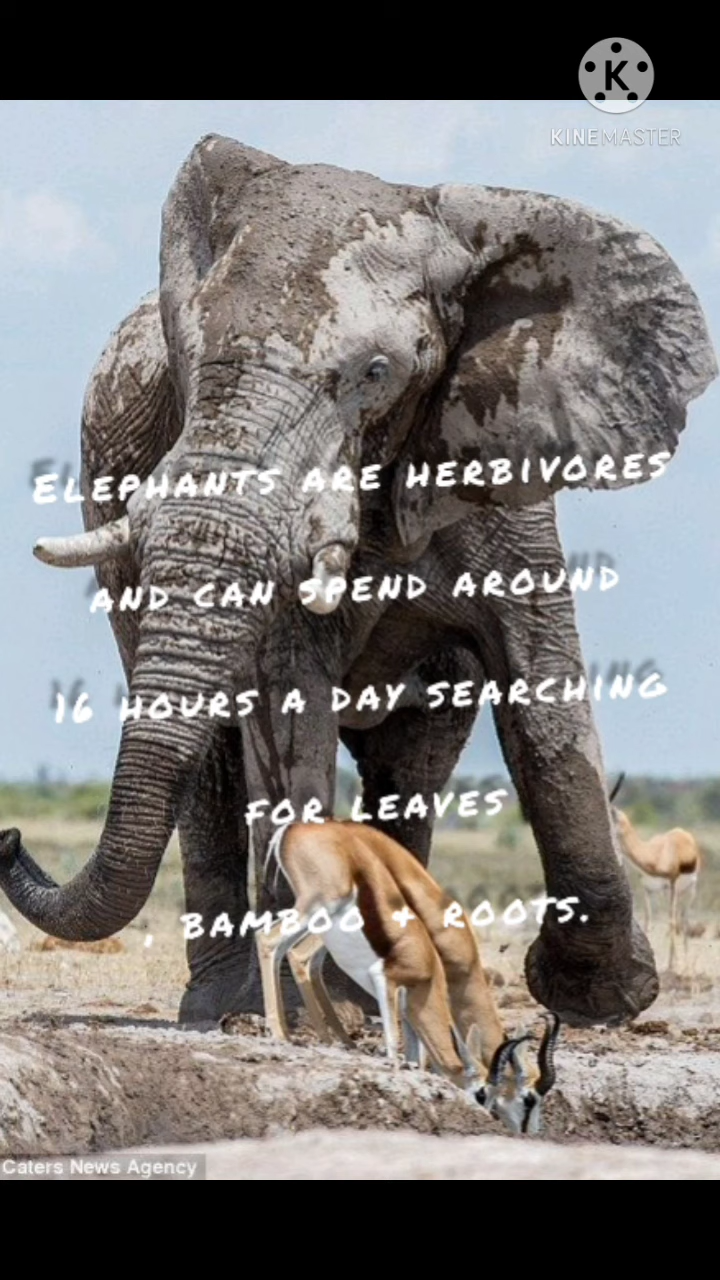 K
KINEMASTER
ELEPHANTS ARE HERBIVORES
AND CAN SPEND AROUND
16 HOURS A DAY SEARCHING
FOR LEAVES
, BAMBOO & ROOTS.
Caters News Agency